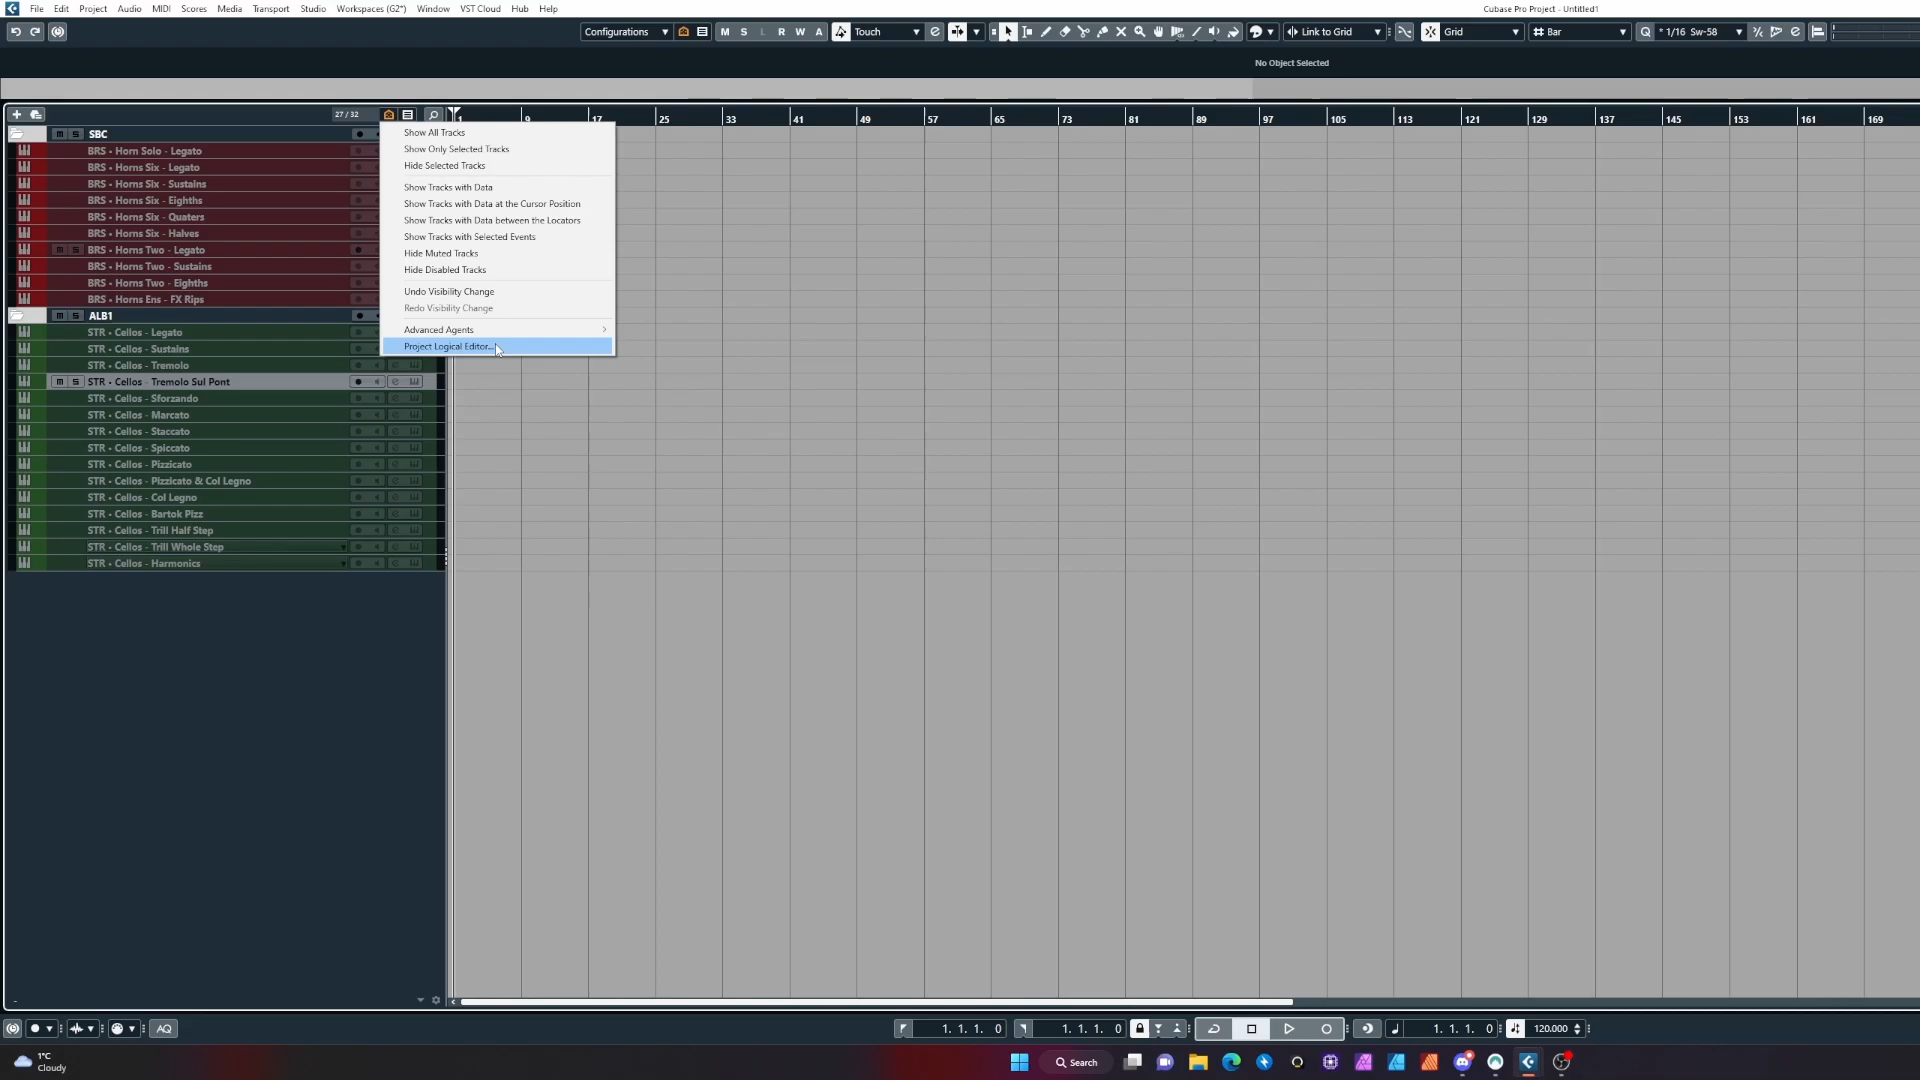 File Edit Project Audio MIDI Scores Media Transport Studio Workspaces (G2*) Window VST Cloud Hub Help
Cubase Pro Project - Untitled1
Configurations M S L R W A Touch Link to Grid Grid Bar Q * 1/16 Sw-58
No Object Selected
27 / 32
1 9 17 25 33 41 49 57 65 73 81 89 97 105 113 121 129 137 145 153 161 169
m S SBC
BRS • Horn Solo - Legato
BRS • Horns Six - Legato
BRS • Horns Six - Sustains
BRS • Horns Six - Eighths
BRS • Horns Six - Quaters
BRS • Horns Six - Halves
m S BRS • Horns Two - Legato
BRS • Horns Two - Sustains
BRS • Horns Two - Eighths
BRS • Horns Ens - FX Rips
m S ALB1
STR • Cellos - Legato
STR • Cellos - Sustains
STR • Cellos - Tremolo
m S STR • Cellos - Tremolo Sul Pont
STR • Cellos - Sforzando
STR • Cellos - Marcato
STR • Cellos - Staccato
STR • Cellos - Spiccato
STR • Cellos - Pizzicato
STR • Cellos - Pizzicato & Col Legno
STR • Cellos - Col Legno
STR • Cellos - Bartok Pizz
STR • Cellos - Trill Half Step
STR • Cellos - Trill Whole Step
STR • Cellos - Harmonics
Show All Tracks
Show Only Selected Tracks
Hide Selected Tracks
Show Tracks with Data
Show Tracks with Data at the Cursor Position
Show Tracks with Data between the Locators
Show Tracks with Selected Events
Hide Muted Tracks
Hide Disabled Tracks
Undo Visibility Change
Redo Visibility Change
Advanced Agents
Project Logical Editor...
AQ
1. 1. 1. 0 1. 1. 1. 0 1. 1. 1. 0 120.000
1°C
Cloudy
Search